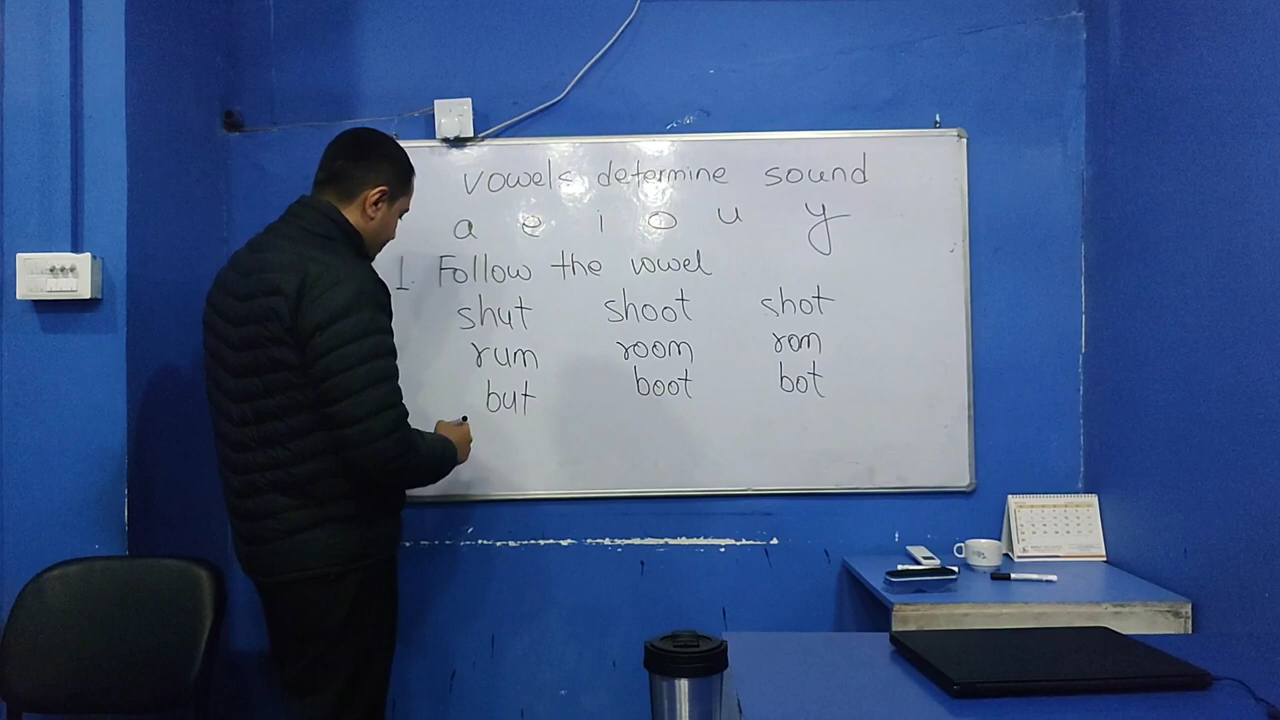 vowels determine sound
a e i o u y
1. Follow the vowel
shut shoot shot
rum room rom
but boot bot